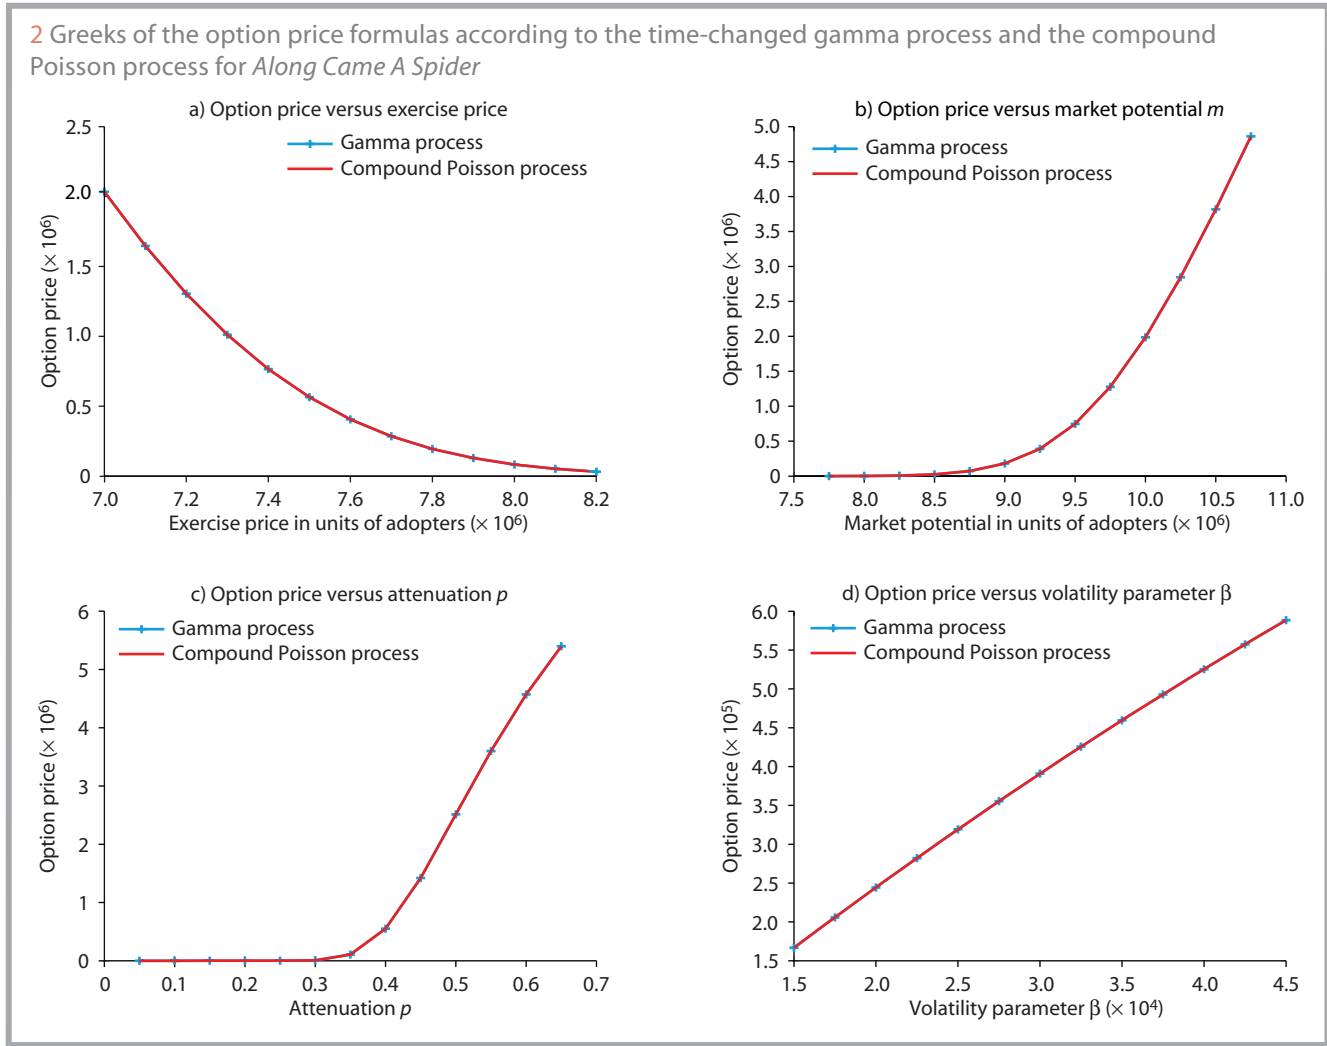 2 Greeks of the option price formulas according to the time-changed gamma process and the compound
Poisson process for Along Came A Spider
a) Option price versus exercise price
2.5
2.0
1.5
1.0
0.5
0
Option price (× 10⁶)
Gamma process
Compound Poisson process
7.0 7.2 7.4 7.6 7.8 8.0 8.2
Exercise price in units of adopters (× 10⁶)
b) Option price versus market potential m
5.0
4.5
4.0
3.5
3.0
2.5
2.0
1.5
1.0
0.5
0
Option price (× 10⁶)
Gamma process
Compound Poisson process
7.5 8.0 8.5 9.0 9.5 10.0 10.5 11.0
Market potential in units of adopters (× 10⁶)
c) Option price versus attenuation p
6
5
4
3
2
1
0
Option price (× 10⁶)
Gamma process
Compound Poisson process
0 0.1 0.2 0.3 0.4 0.5 0.6 0.7
Attenuation p
d) Option price versus volatility parameter β
6.0
5.5
5.0
4.5
4.0
3.5
3.0
2.5
2.0
1.5
Option price (× 10⁵)
Gamma process
Compound Poisson process
1.5 2.0 2.5 3.0 3.5 4.0 4.5
Volatility parameter β (× 10⁴)